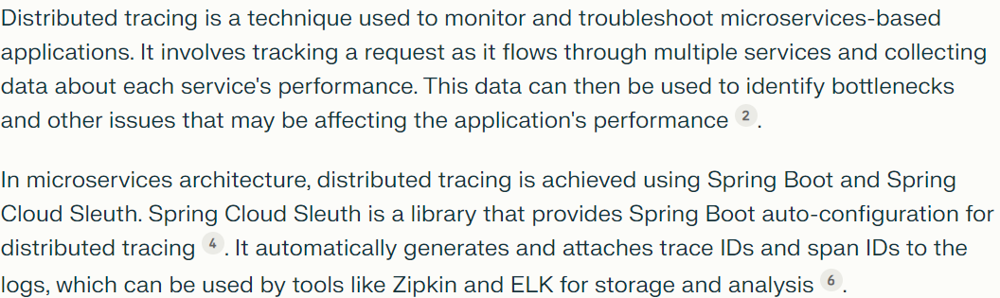 Distributed tracing is a technique used to monitor and troubleshoot microservices-based
applications. It involves tracking a request as it flows through multiple services and collecting
data about each service's performance. This data can then be used to identify bottlenecks
and other issues that may be affecting the application's performance 2.
In microservices architecture, distributed tracing is achieved using Spring Boot and Spring
Cloud Sleuth. Spring Cloud Sleuth is a library that provides Spring Boot auto-configuration for
distributed tracing 4. It automatically generates and attaches trace IDs and span IDs to the
logs, which can be used by tools like Zipkin and ELK for storage and analysis 6.